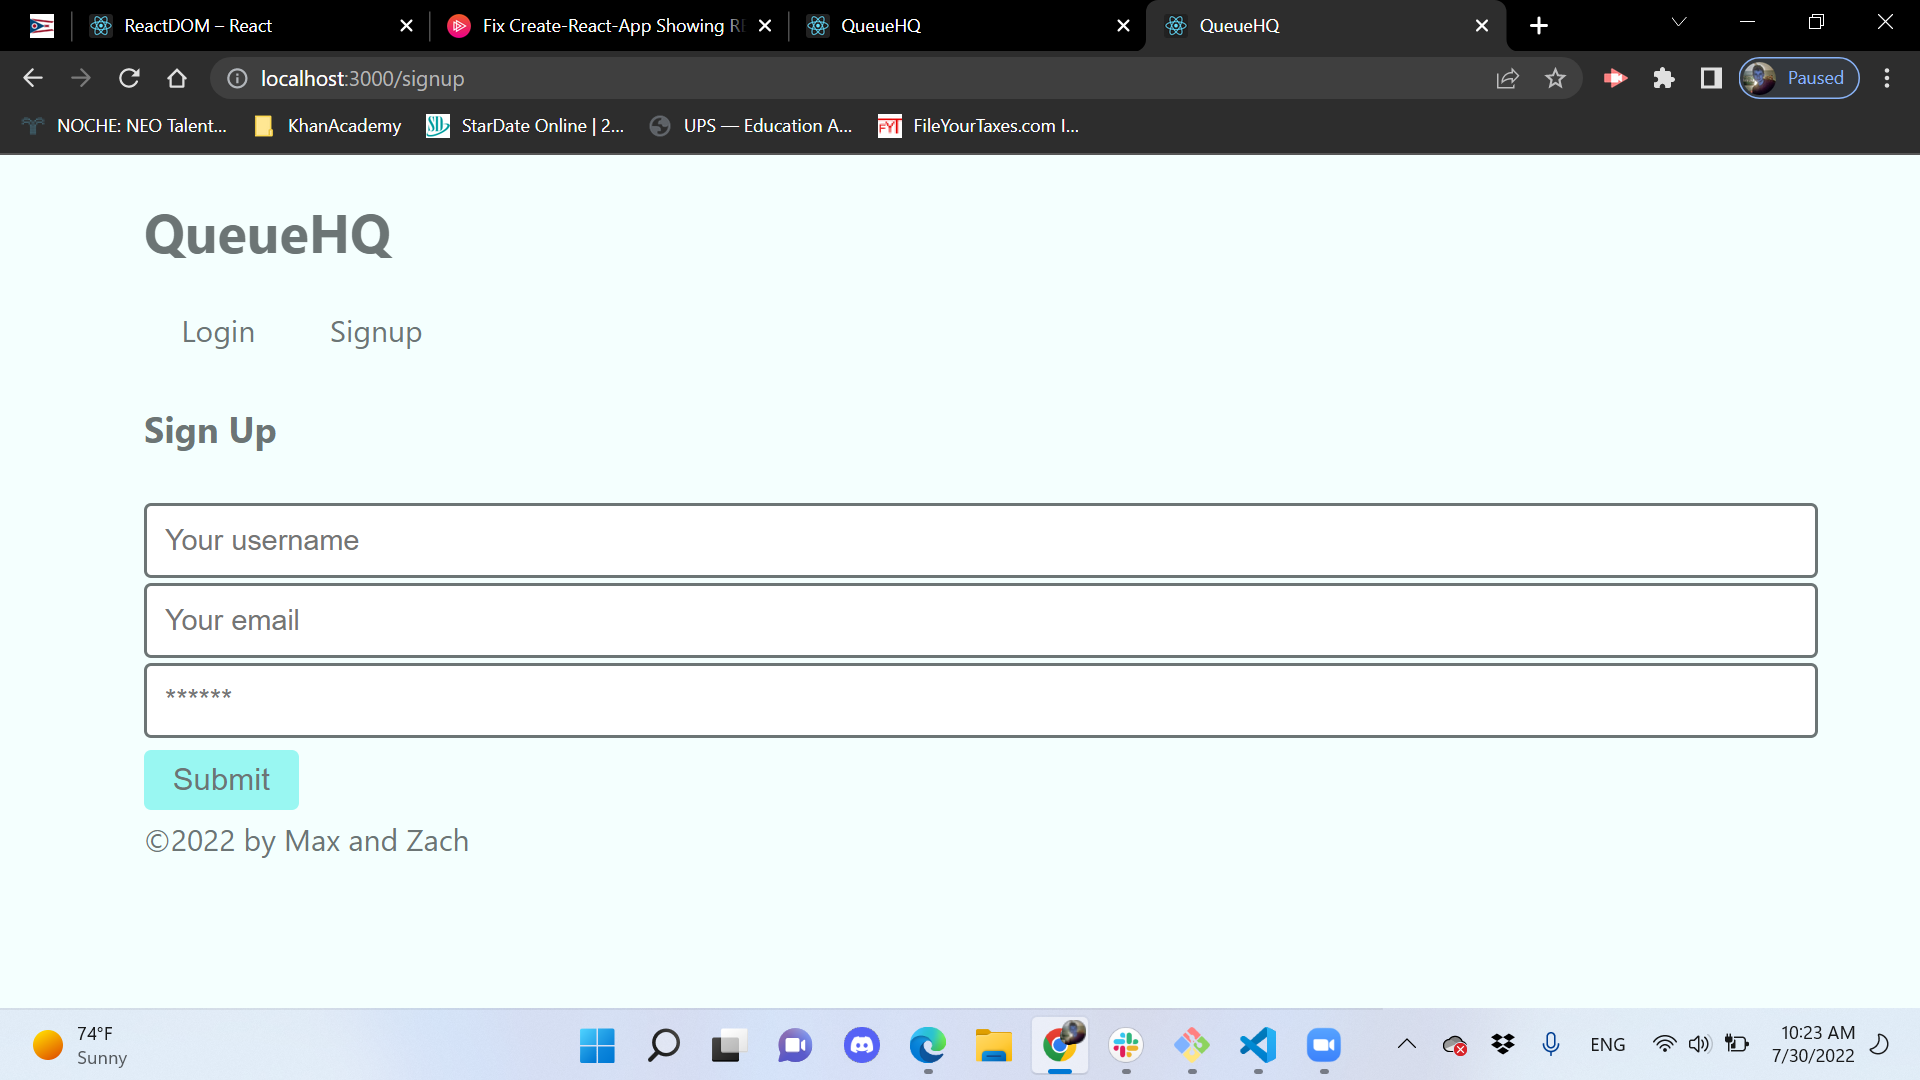 ReactDOM – React
Fix Create-React-App Showing RE
QueueHQ
QueueHQ
localhost:3000/signup
Paused
NOCHE: NEO Talent...
KhanAcademy
StarDate Online | 2...
UPS — Education A...
FileYourTaxes.com I...
QueueHQ
Login Signup
Sign Up
Your username
Your email
******
Submit
©2022 by Max and Zach
74°F
Sunny
ENG
10:23 AM
7/30/2022